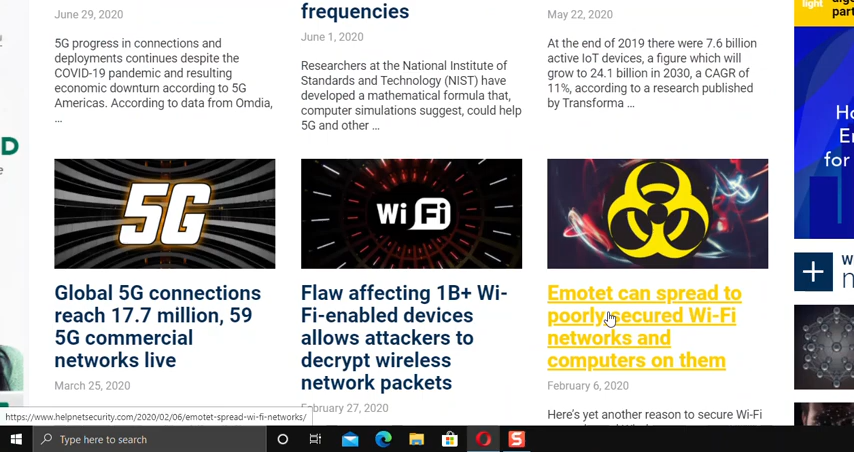 June 29, 2020
5G progress in connections and
deployments continues despite the
COVID-19 pandemic and resulting
economic downturn according to 5G
Americas. According to data from Omdia,
...
frequencies
June 1, 2020
Researchers at the National Institute of
Standards and Technology (NIST) have
developed a mathematical formula that,
computer simulations suggest, could help
5G and other ...
May 22, 2020
At the end of 2019 there were 7.6 billion
active IoT devices, a figure which will
grow to 24.1 billion in 2030, a CAGR of
11%, according to a research published
by Transforma ...
5G
Global 5G connections
reach 17.7 million, 59
5G commercial
networks live
March 25, 2020
Wi Fi
Flaw affecting 1B+ Wi-
Fi-enabled devices
allows attackers to
decrypt wireless
network packets
February 27, 2020
Emotet can spread to
poorly secured Wi-Fi
networks and
computers on them
February 6, 2020
Here's yet another reason to secure Wi-Fi
light
part
Ho
Er
for
D
https://www.helpnetsecurity.com/2020/02/06/emotet-spread-wi-fi-networks/
Type here to search
S